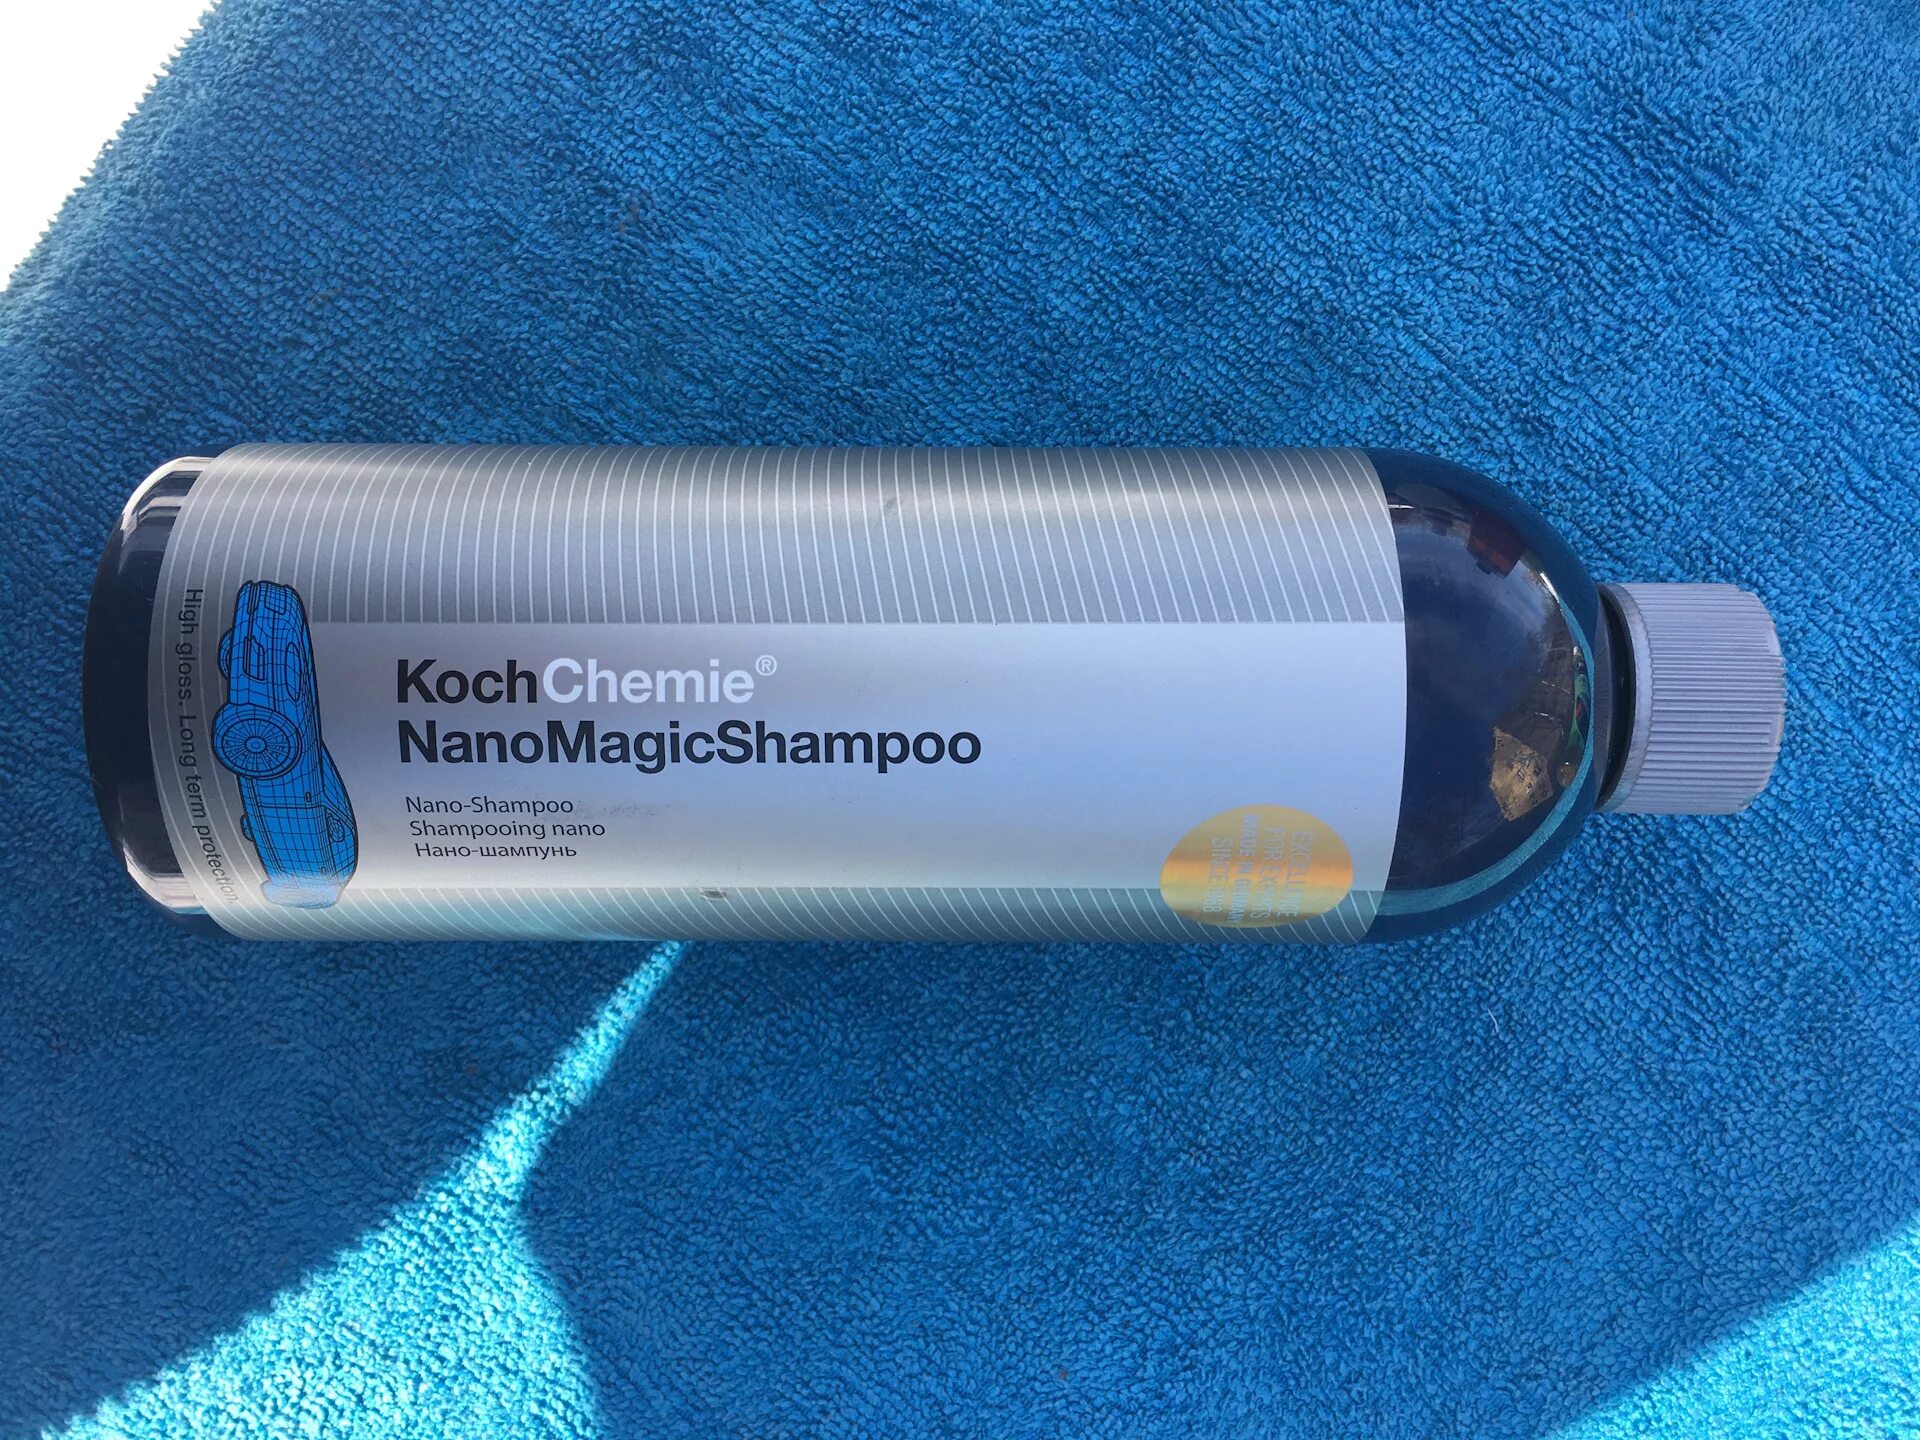 KochChemie®
NanoMagicShampoo
Nano-Shampoo
Shampooing nano
Нано-шампунь
High gloss. Long term protection.
EXCELLENCE
FOR EXPERTS
MADE IN GERMANY
SINCE 1968